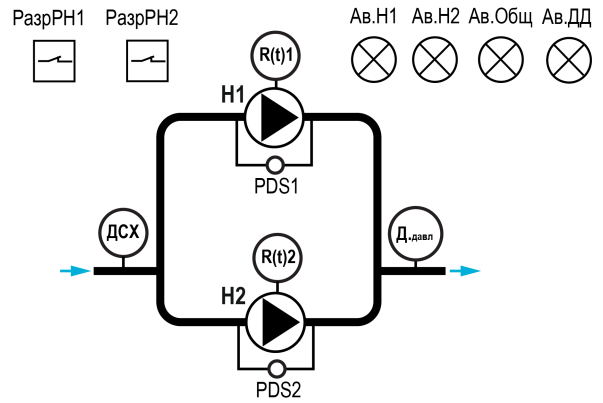 РазрРН1 РазрРН2 Ав.Н1 Ав.Н2 Ав.Общ Ав.ДД
R(t)1
Н1
PDS1
ДСХ
Д.давл
R(t)2
Н2
PDS2